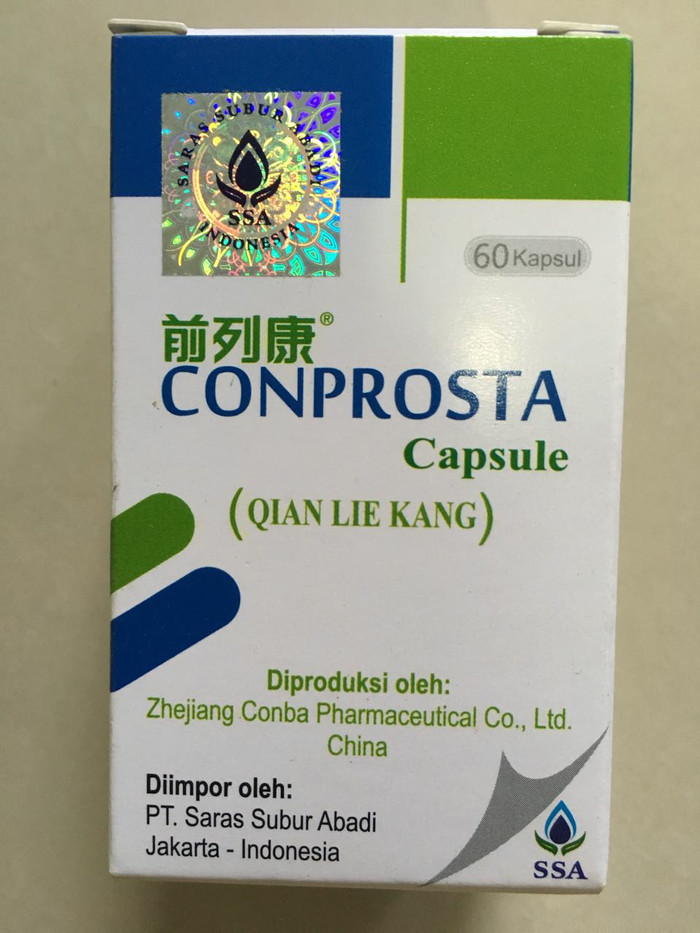 SARAS SUBUR ABADI
SSA
INDONESIA
60 Kapsul
前列康®
CONPROSTA
Capsule
(QIAN LIE KANG)
Diproduksi oleh:
Zhejiang Conba Pharmaceutical Co., Ltd.
China
Diimpor oleh:
PT. Saras Subur Abadi
Jakarta - Indonesia
SSA